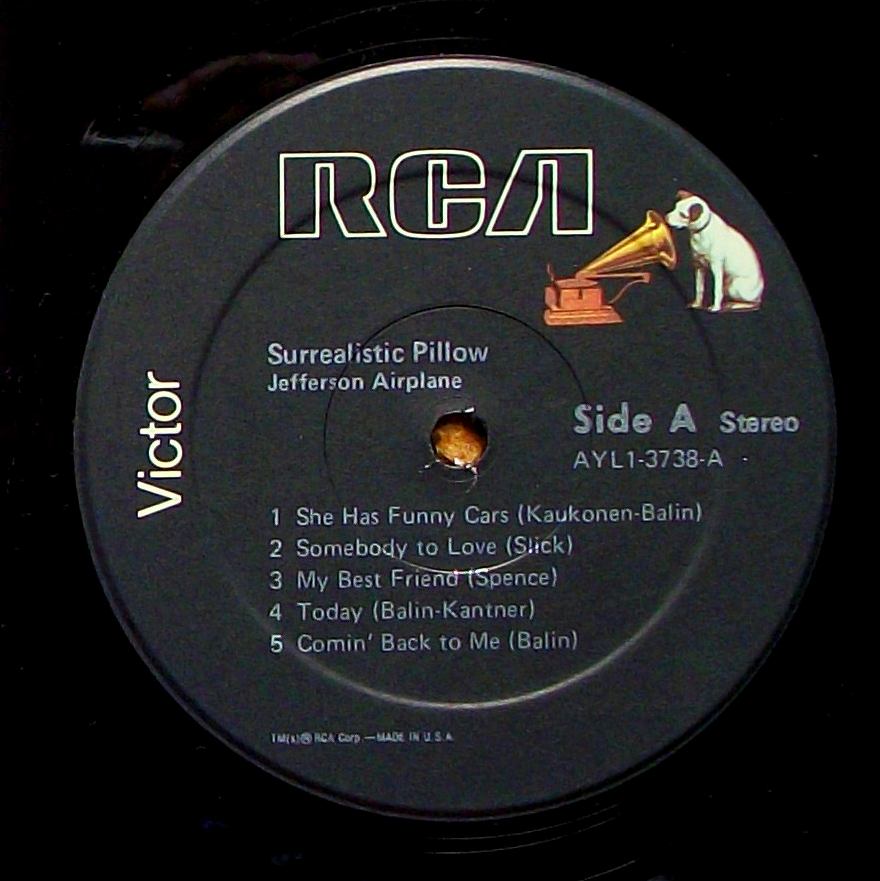 RCA
Victor
Surrealistic Pillow
Jefferson Airplane
Side A Stereo
AYL1-3738-A
1 She Has Funny Cars (Kaukonen-Balin)
2 Somebody to Love (Slick)
3 My Best Friend (Spence)
4 Today (Balin-Kantner)
5 Comin' Back to Me (Balin)
TM(s)® RCA Corp.—MADE IN U.S.A.